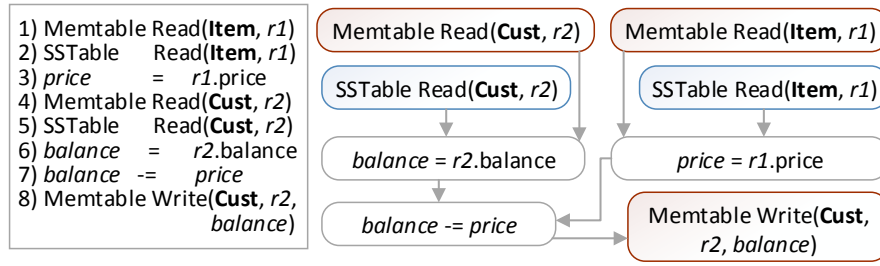 1) Memtable Read(Item, r1)
2) SSTable Read(Item, r1)
3) price = r1.price
4) Memtable Read(Cust, r2)
5) SSTable Read(Cust, r2)
6) balance = r2.balance
7) balance -= price
8) Memtable Write(Cust, r2,
balance)
Memtable Read(Cust, r2)
Memtable Read(Item, r1)
SSTable Read(Cust, r2)
SSTable Read(Item, r1)
balance = r2.balance
price = r1.price
balance -= price
Memtable Write(Cust,
r2, balance)